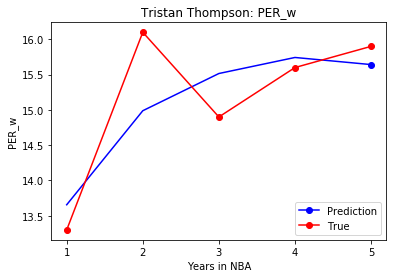 Tristan Thompson: PER_w
16.0
15.5
15.0
14.5
14.0
13.5
PER_w
1
2
3
4
5
Years in NBA
Prediction
True